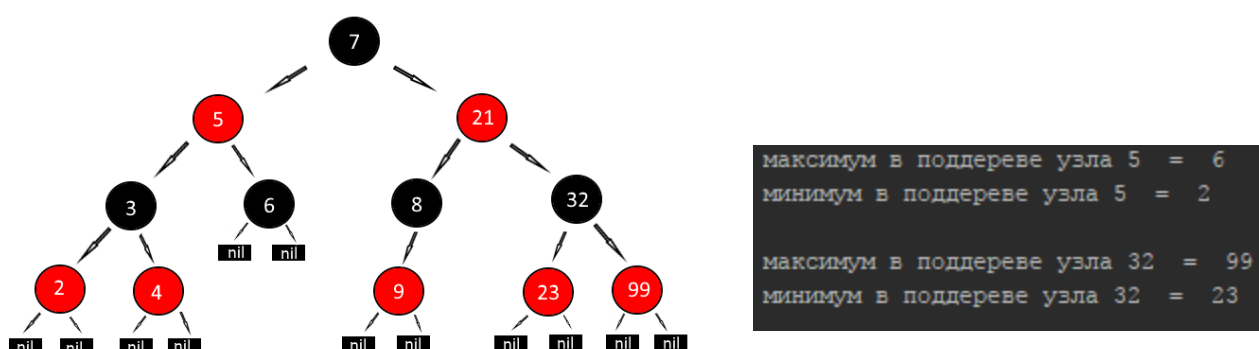 7
5
21
3
6
8
32
nil nil
2
4
9
23
99
nil nil nil nil nil nil nil nil nil nil
максимум в поддереве узла 5 = 6
минимум в поддереве узла 5 = 2
максимум в поддереве узла 32 = 99
минимум в поддереве узла 32 = 23